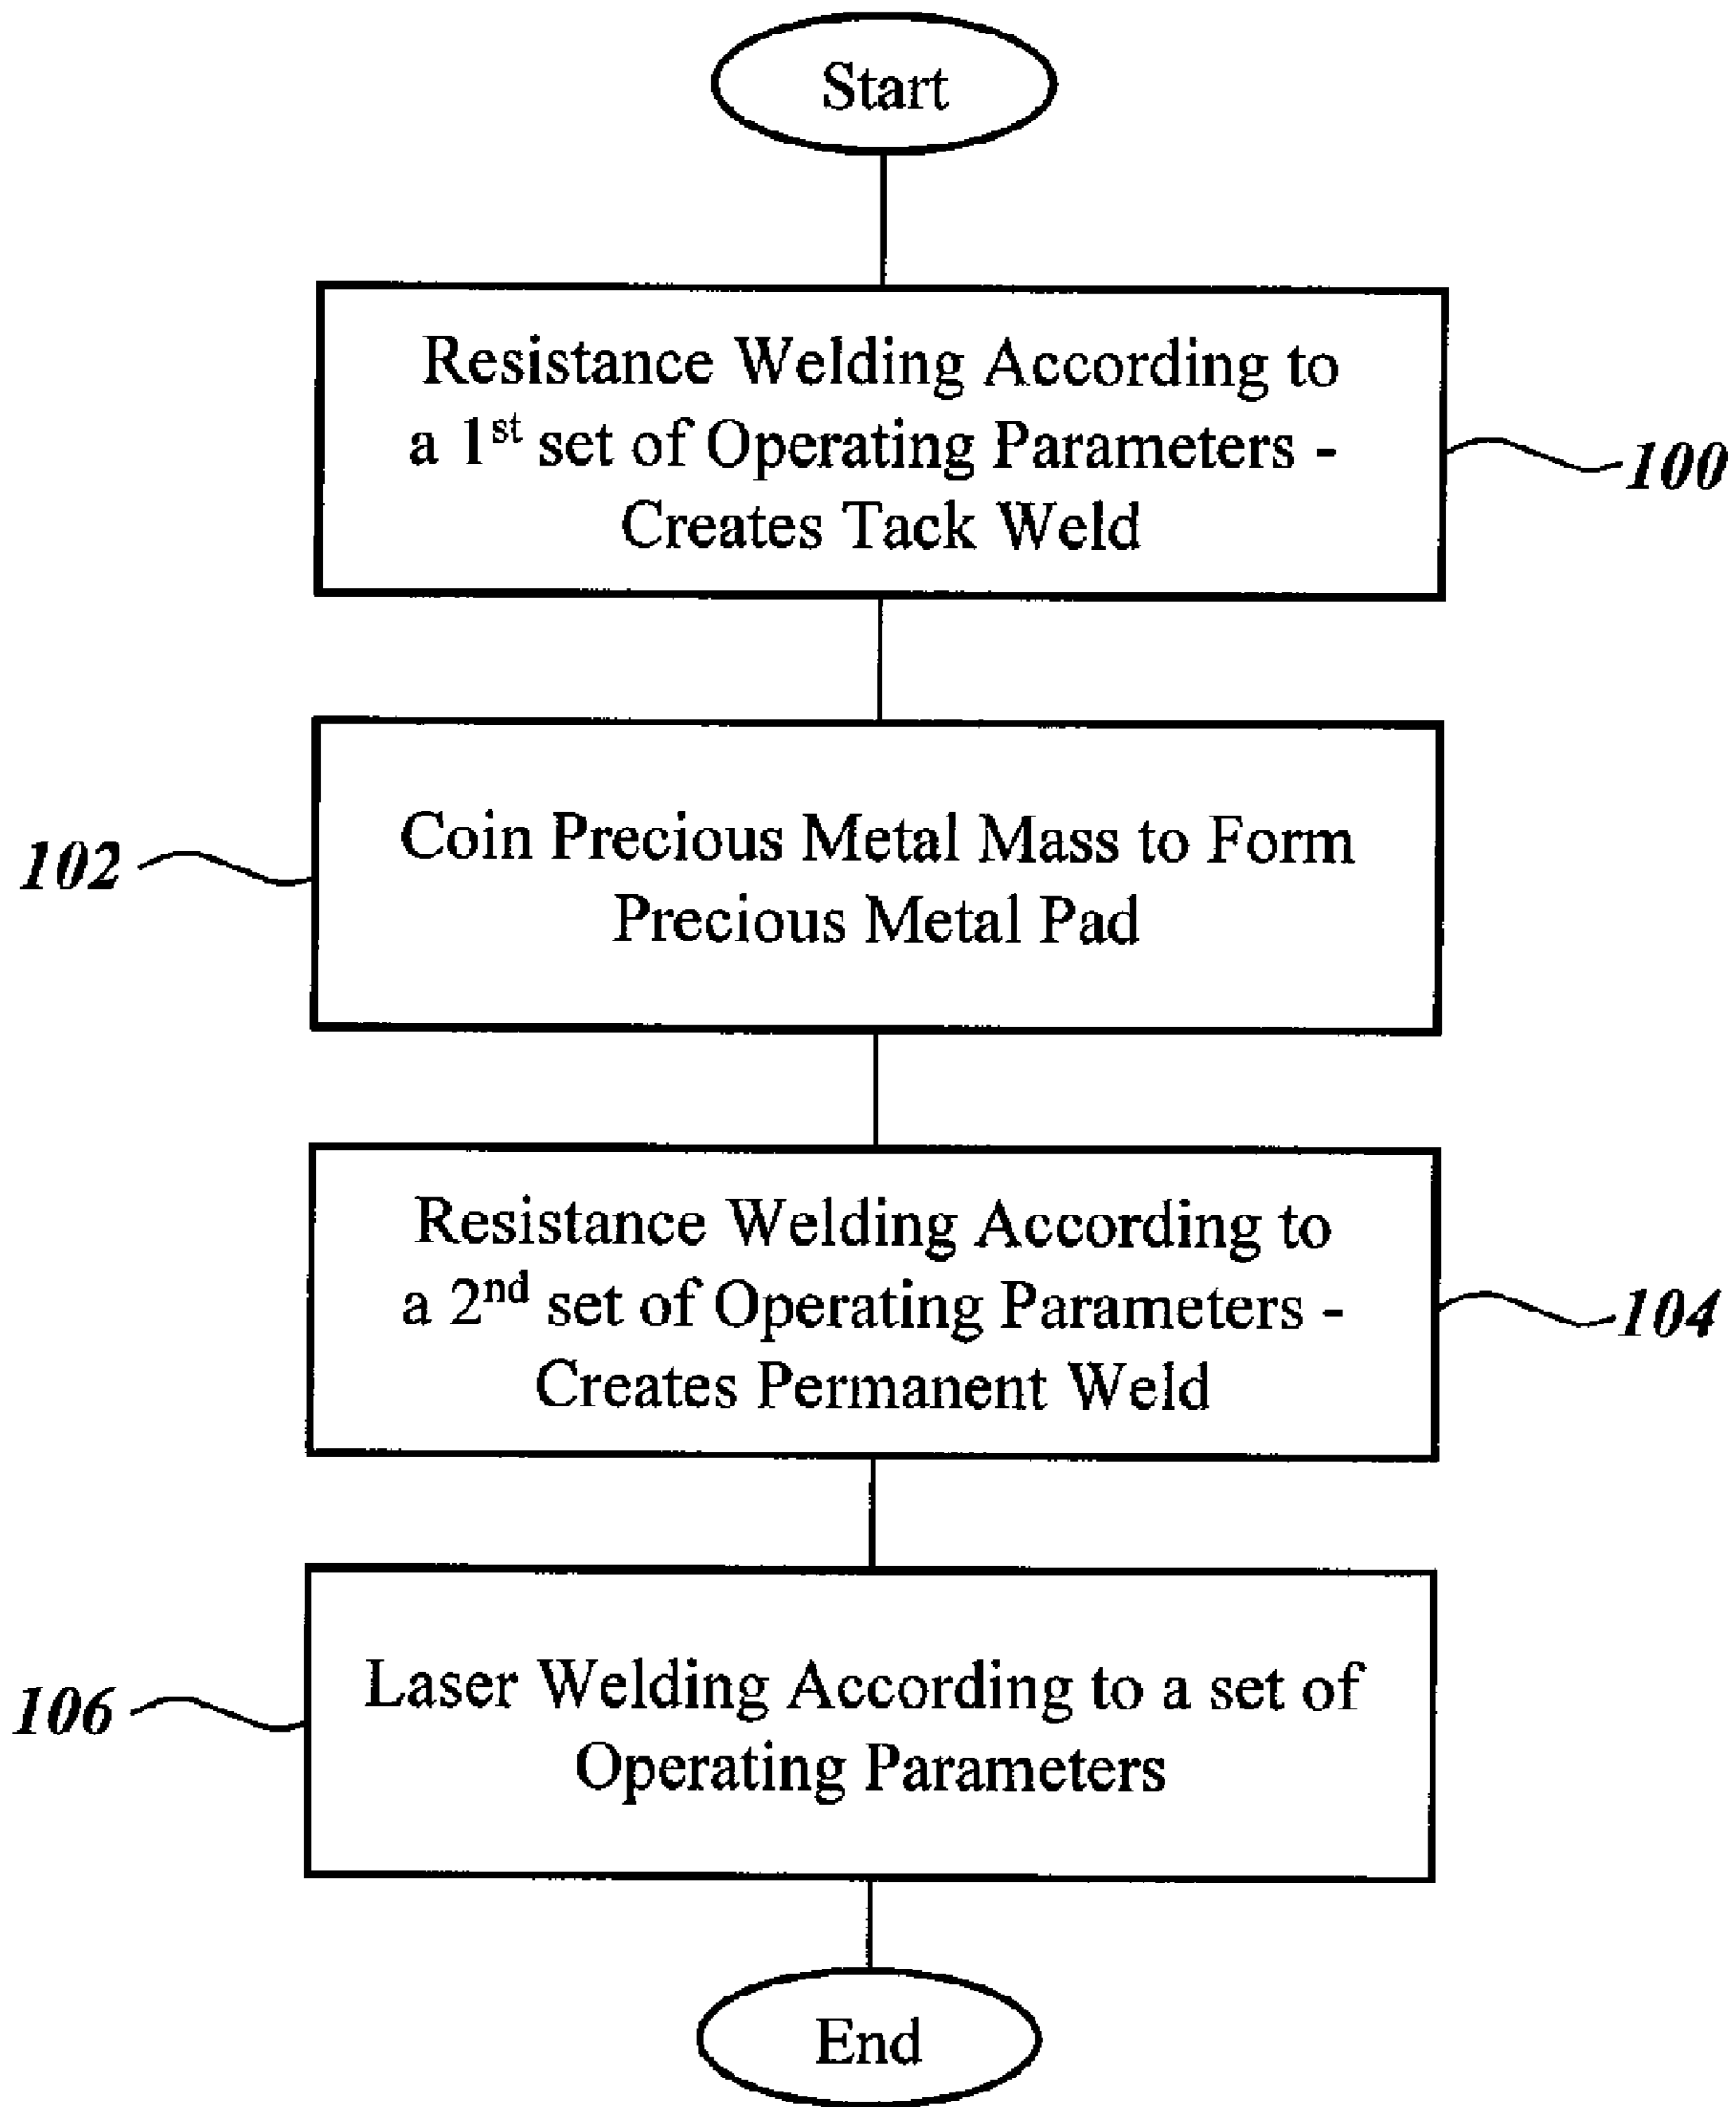 Start
Resistance Welding According to
a 1st set of Operating Parameters -
Creates Tack Weld
100
Coin Precious Metal Mass to Form
Precious Metal Pad
102
Resistance Welding According to
a 2nd set of Operating Parameters -
Creates Permanent Weld
104
Laser Welding According to a set of
Operating Parameters
106
End